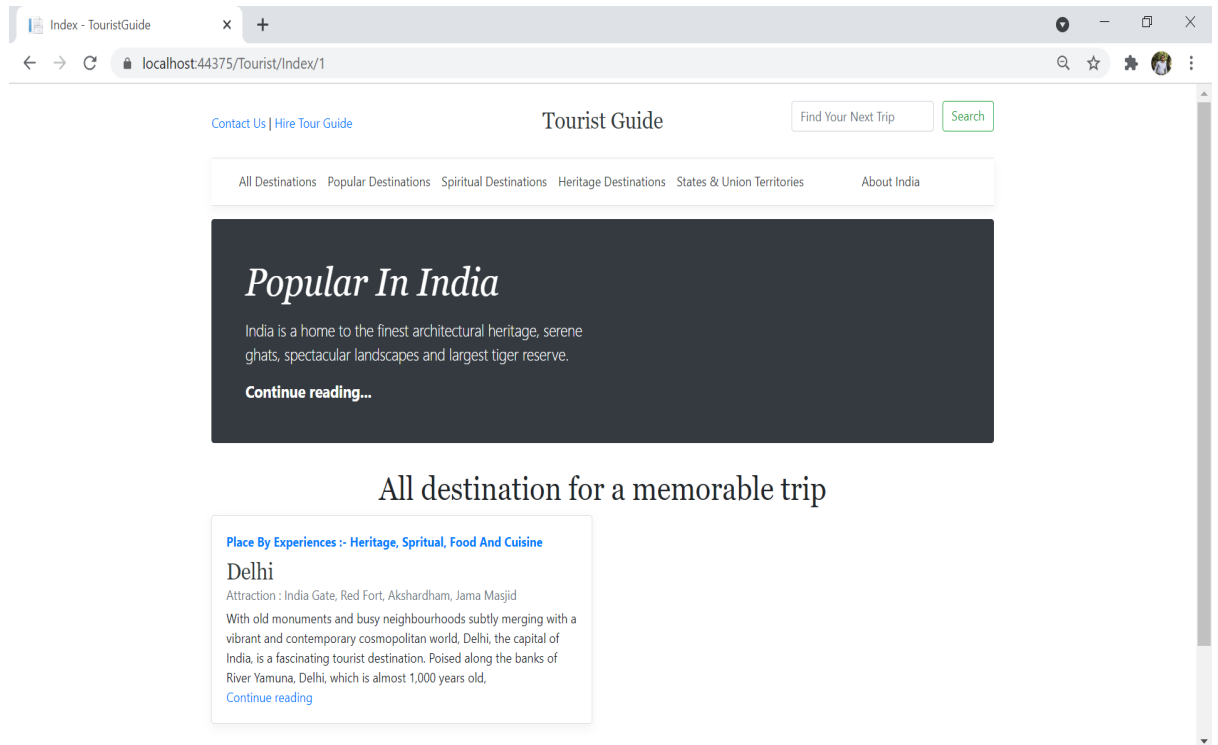 Index - TouristGuide
localhost:44375/Tourist/Index/1
Contact Us | Hire Tour Guide
Tourist Guide
Find Your Next Trip
Search
All Destinations Popular Destinations Spiritual Destinations Heritage Destinations States & Union Territories About India
Popular In India
India is a home to the finest architectural heritage, serene
ghats, spectacular landscapes and largest tiger reserve.
Continue reading...
All destination for a memorable trip
Place By Experiences :- Heritage, Spritual, Food And Cuisine
Delhi
Attraction : India Gate, Red Fort, Akshardham, Jama Masjid
With old monuments and busy neighbourhoods subtly merging with a
vibrant and contemporary cosmopolitan world, Delhi, the capital of
India, is a fascinating tourist destination. Poised along the banks of
River Yamuna, Delhi, which is almost 1,000 years old,
Continue reading